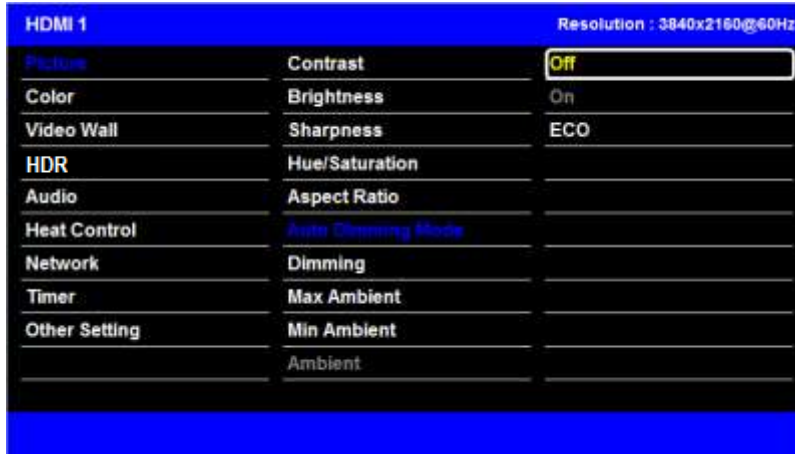 HDMI 1
Resolution : 3840x2160@60Hz
Picture
Color
Video Wall
HDR
Audio
Heat Control
Network
Timer
Other Setting
Contrast
Brightness
Sharpness
Hue/Saturation
Aspect Ratio
Auto Dimming Mode
Dimming
Max Ambient
Min Ambient
Ambient
Off
On
ECO